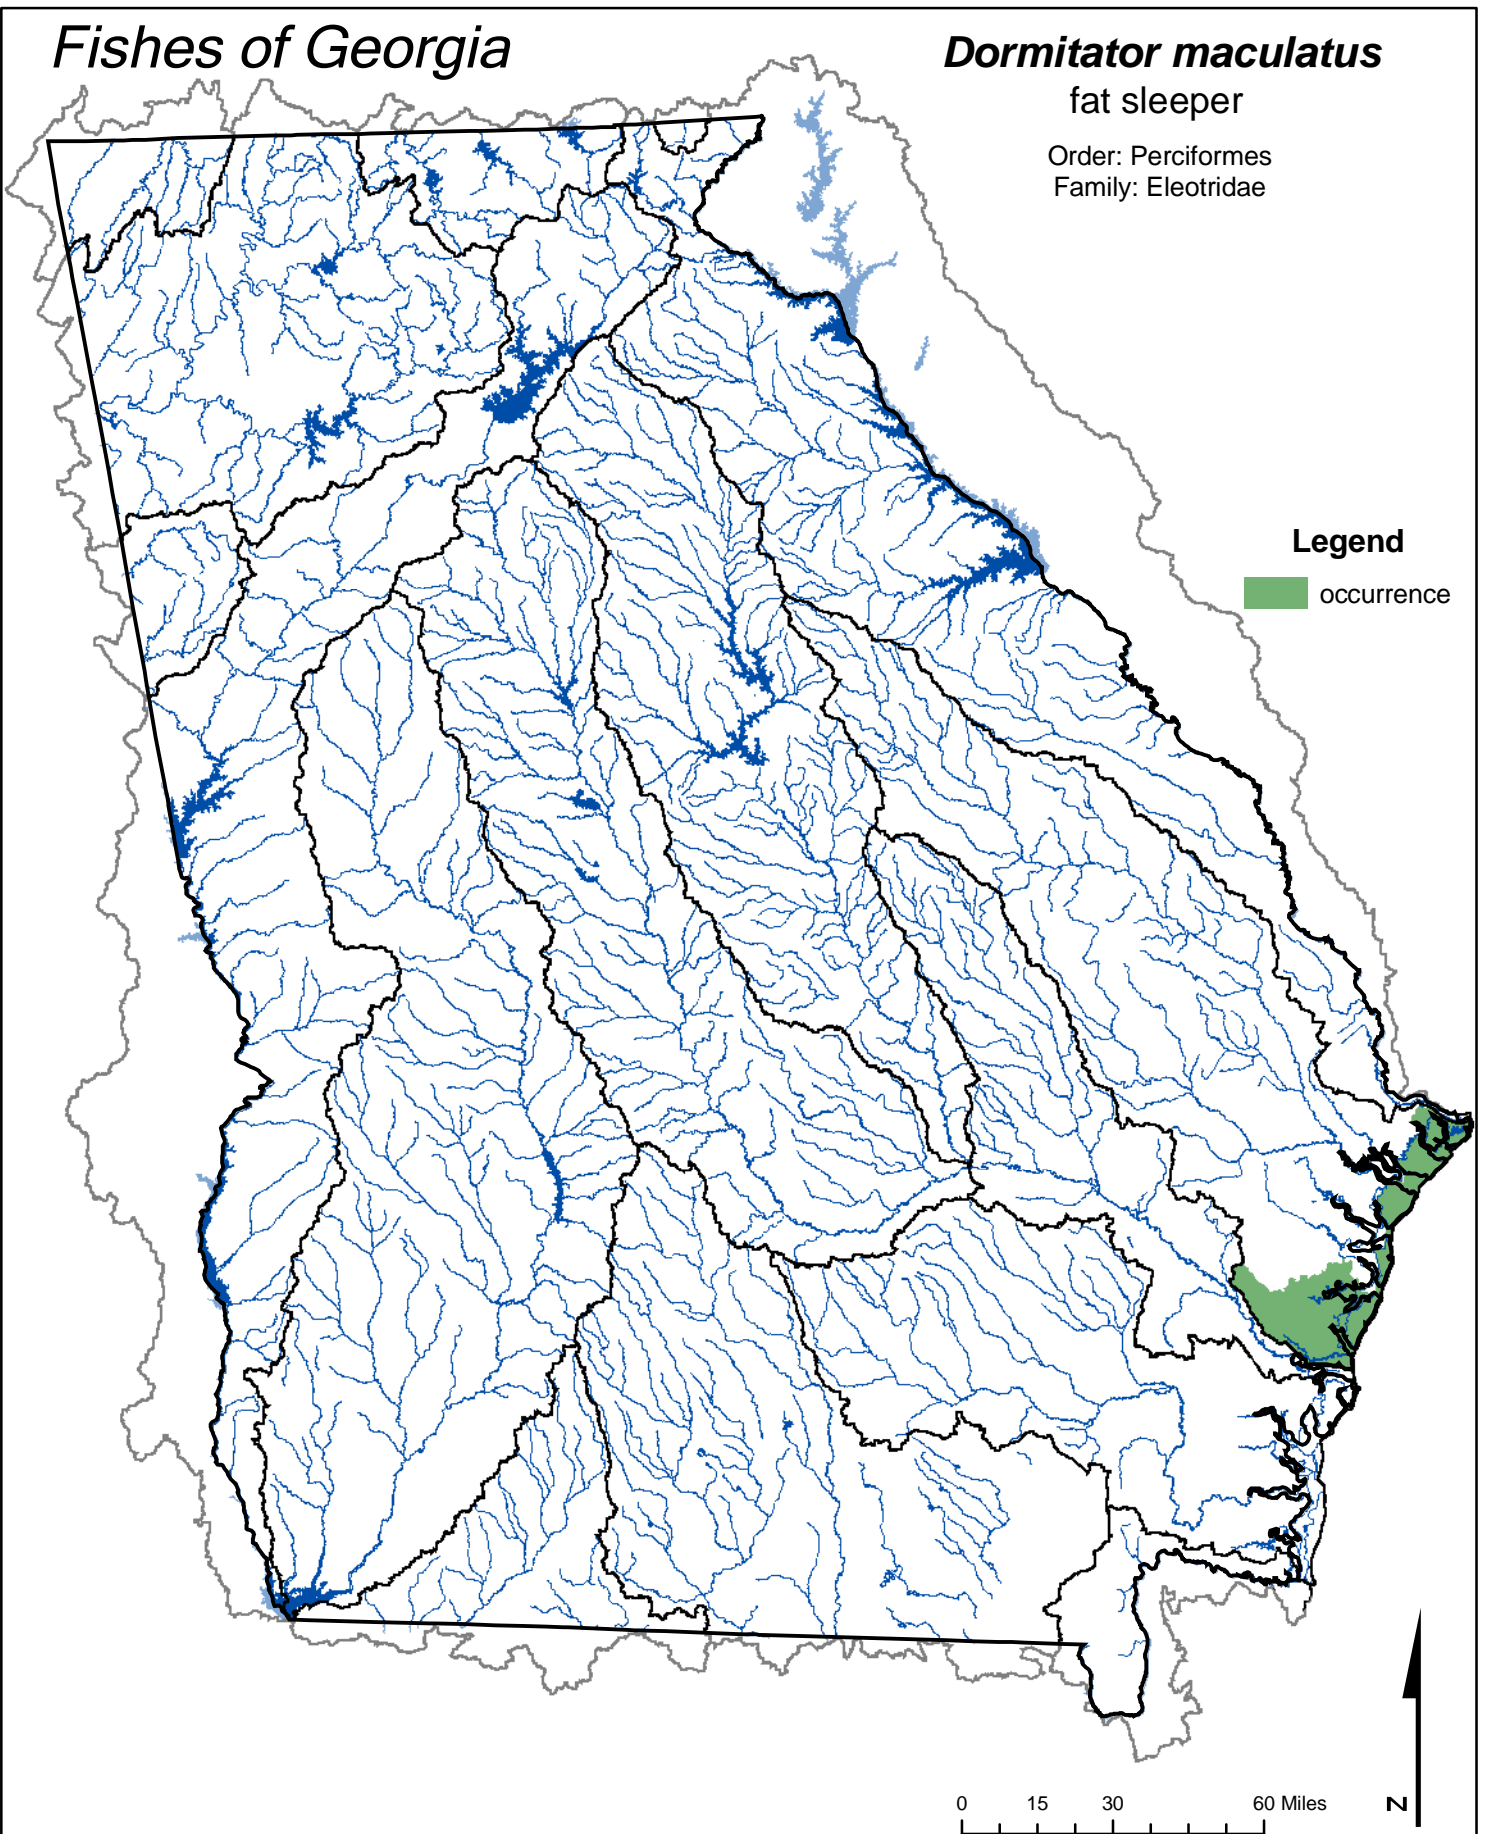 Fishes of Georgia
Dormitator maculatus
fat sleeper
Order: Perciformes
Family: Eleotridae
Legend
occurrence
0 15 30 60 Miles
N